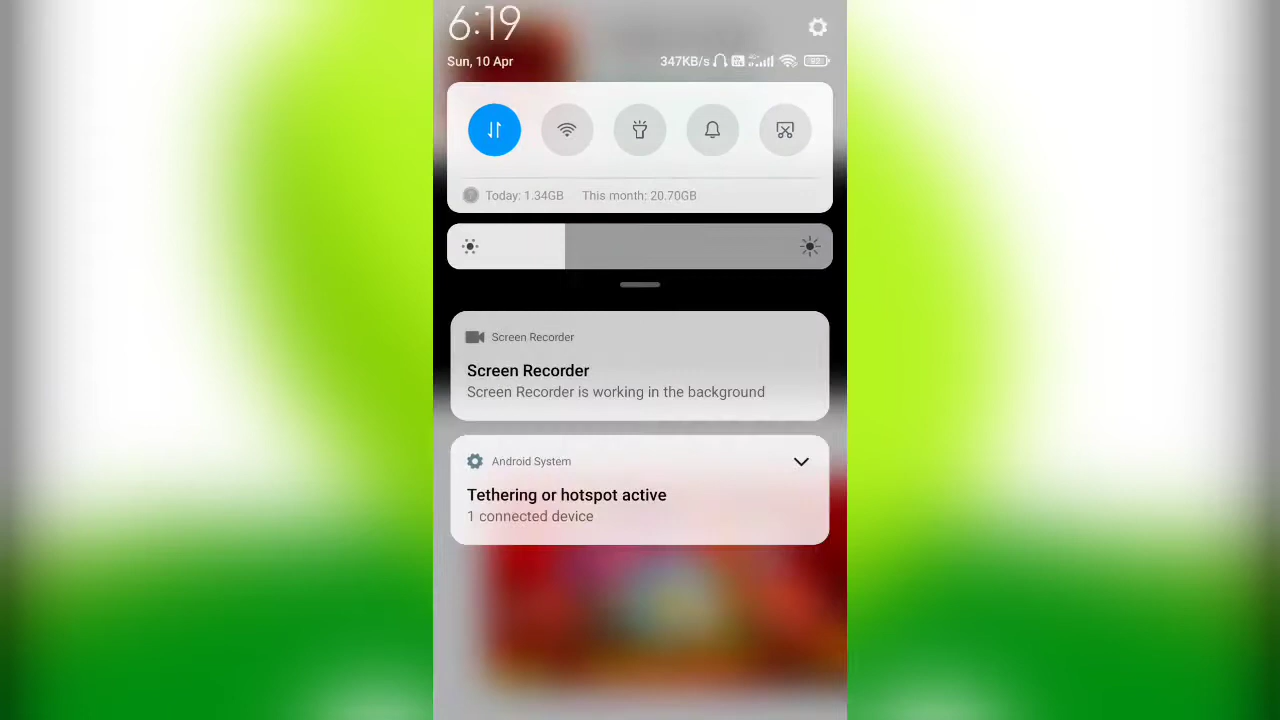 6:19
Sun, 10 Apr
347KB/s
92
Today: 1.34GB This month: 20.70GB
Screen Recorder
Screen Recorder
Screen Recorder is working in the background
Android System
Tethering or hotspot active
1 connected device